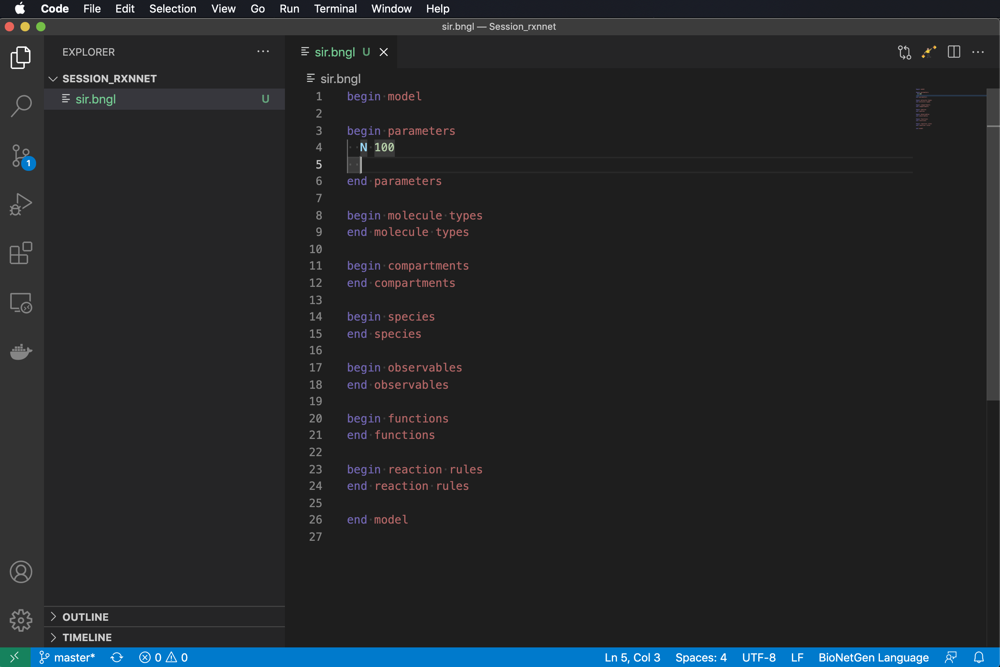 Code File Edit Selection View Go Run Terminal Window Help
sir.bngl — Session_rxnnet
EXPLORER
SESSION_RXNNET
sir.bngl U
sir.bngl U
sir.bngl
1 begin model
2
3 begin parameters
4 N 100
5
6 end parameters
7
8 begin molecule types
9 end molecule types
10
11 begin compartments
12 end compartments
13
14 begin species
15 end species
16
17 begin observables
18 end observables
19
20 begin functions
21 end functions
22
23 begin reaction rules
24 end reaction rules
25
26 end model
27
1
OUTLINE
TIMELINE
master* 0 0 Ln 5, Col 3 Spaces: 4 UTF-8 LF BioNetGen Language